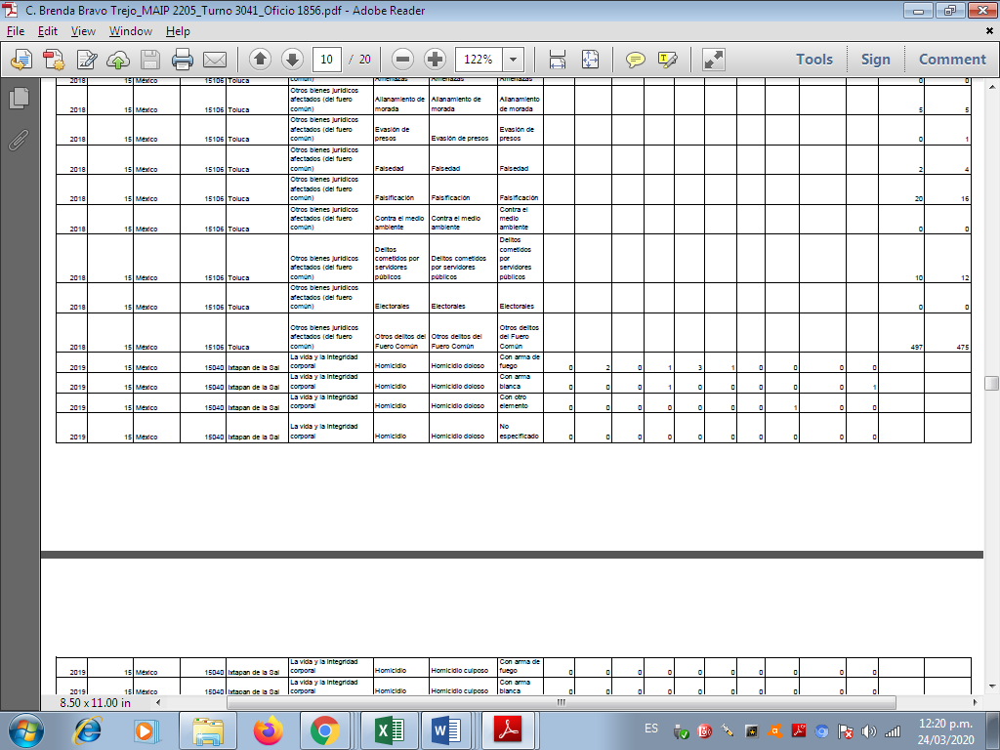 C. Brenda Bravo Trejo_MAIP 2205_Turno 3041_Oficio 1856.pdf - Adobe Reader
File Edit View Window Help
10 / 20 122% Tools Sign Comment
2018 15 México 15106 Toluca común) Amenazas Amenazas Amenazas 0 0
2018 15 México 15106 Toluca Otros bienes jurídicos afectados (del fuero común) Allanamiento de morada Allanamiento de morada Allanamiento de morada 5 5
2018 15 México 15106 Toluca Otros bienes jurídicos afectados (del fuero común) Evasión de presos Evasión de presos Evasión de presos 0 1
2018 15 México 15106 Toluca Otros bienes jurídicos afectados (del fuero común) Falsedad Falsedad Falsedad 2 4
2018 15 México 15106 Toluca Otros bienes jurídicos afectados (del fuero común) Falsificación Falsificación Falsificación 20 16
2018 15 México 15106 Toluca Otros bienes jurídicos afectados (del fuero común) Contra el medio ambiente Contra el medio ambiente Contra el medio ambiente 0 0
2018 15 México 15106 Toluca Otros bienes jurídicos afectados (del fuero común) Delitos cometidos por servidores públicos Delitos cometidos por servidores públicos Delitos cometidos por servidores públicos 10 12
2018 15 México 15106 Toluca Otros bienes jurídicos afectados (del fuero común) Electorales Electorales Electorales 0 0
2018 15 México 15106 Toluca Otros bienes jurídicos afectados (del fuero común) Otros delitos del Fuero Común Otros delitos del Fuero Común Otros delitos del Fuero Común 497 475
2019 15 México 15040 Ixtapan de la Sal La vida y la Integridad corporal Homicidio Homicidio doloso Con arma de fuego 0 2 0 1 3 1 0 0 0 0
2019 15 México 15040 Ixtapan de la Sal La vida y la Integridad corporal Homicidio Homicidio doloso Con arma blanca 0 0 0 1 0 0 0 0 0 1
2019 15 México 15040 Ixtapan de la Sal La vida y la Integridad corporal Homicidio Homicidio doloso Con otro elemento 0 0 0 0 0 0 0 1 0 0
2019 15 México 15040 Ixtapan de la Sal La vida y la Integridad corporal Homicidio Homicidio doloso No especificado 0 0 0 0 0 0 0 0 0 0
2019 15 México 15040 Ixtapan de la Sal La vida y la Integridad corporal Homicidio Homicidio culposo Con arma de fuego 0 0 0 0 0 0 0 0 0 0
2019 15 México 15040 Ixtapan de la Sal La vida y la Integridad corporal Homicidio Homicidio culposo Con arma blanca 0 0 0 0 0 0 0 0 0 0
8.50 x 11.00 in
ES 12:20 p.m.
24/03/2020